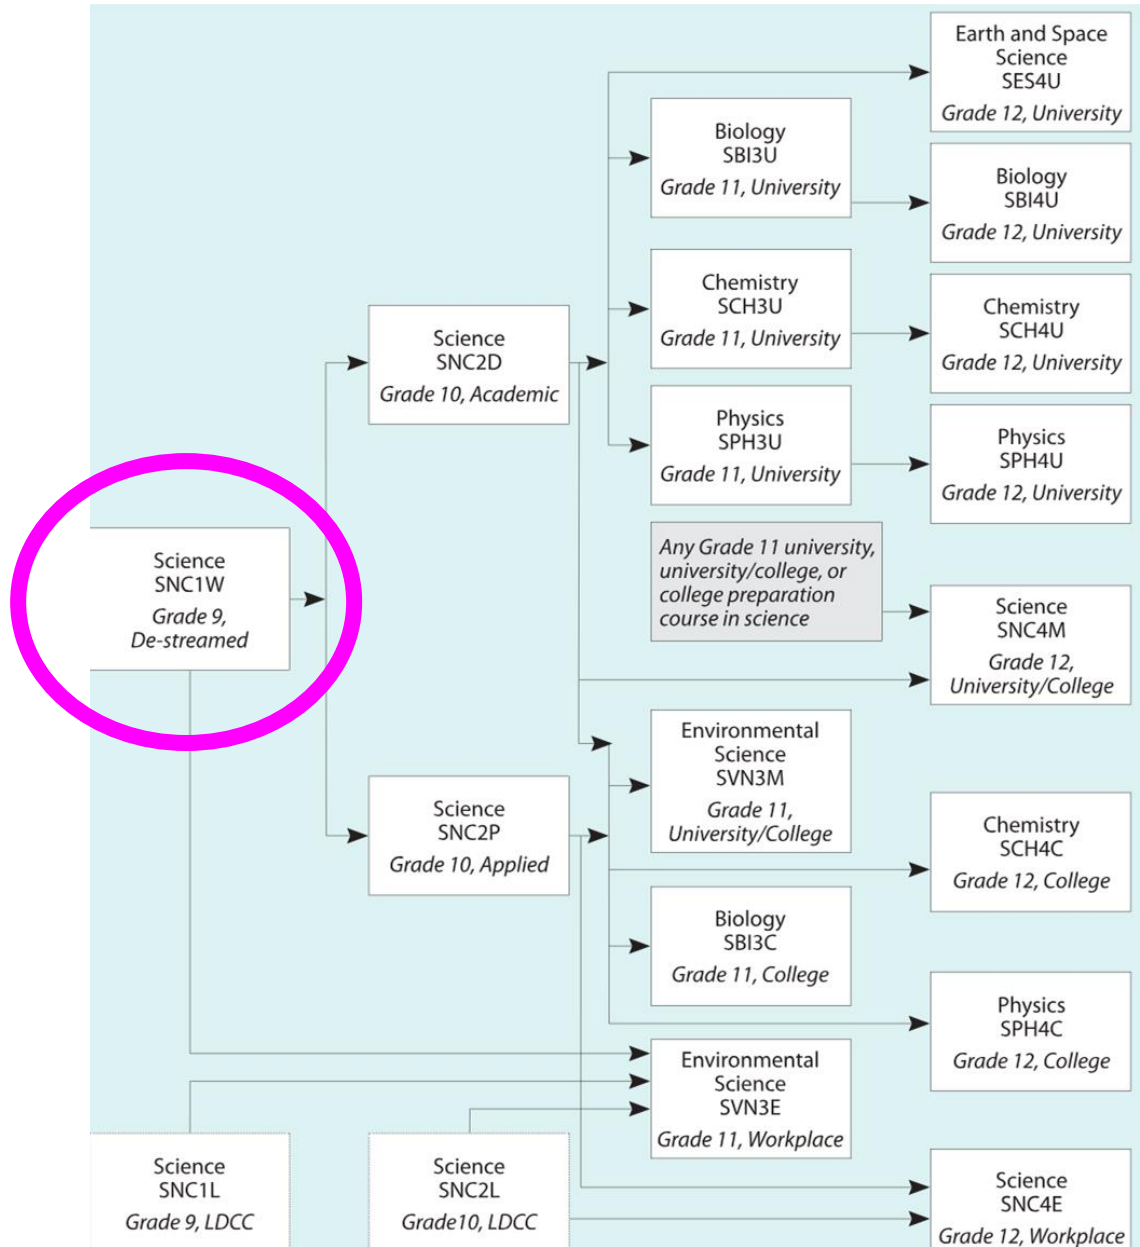 Earth and Space
Science
SES4U
Grade 12, University
Biology
SBI3U
Grade 11, University
Biology
SBI4U
Grade 12, University
Chemistry
SCH3U
Grade 11, University
Chemistry
SCH4U
Grade 12, University
Science
SNC2D
Grade 10, Academic
Physics
SPH3U
Grade 11, University
Physics
SPH4U
Grade 12, University
Science
SNC1W
Grade 9,
De-streamed
Any Grade 11 university,
university/college, or
college preparation
course in science
Science
SNC4M
Grade 12,
University/College
Environmental
Science
SVN3M
Grade 11,
University/College
Science
SNC2P
Grade 10, Applied
Chemistry
SCH4C
Grade 12, College
Biology
SBI3C
Grade 11, College
Physics
SPH4C
Grade 12, College
Environmental
Science
SVN3E
Grade 11, Workplace
Science
SNC1L
Grade 9, LDCC
Science
SNC2L
Grade10, LDCC
Science
SNC4E
Grade 12, Workplace